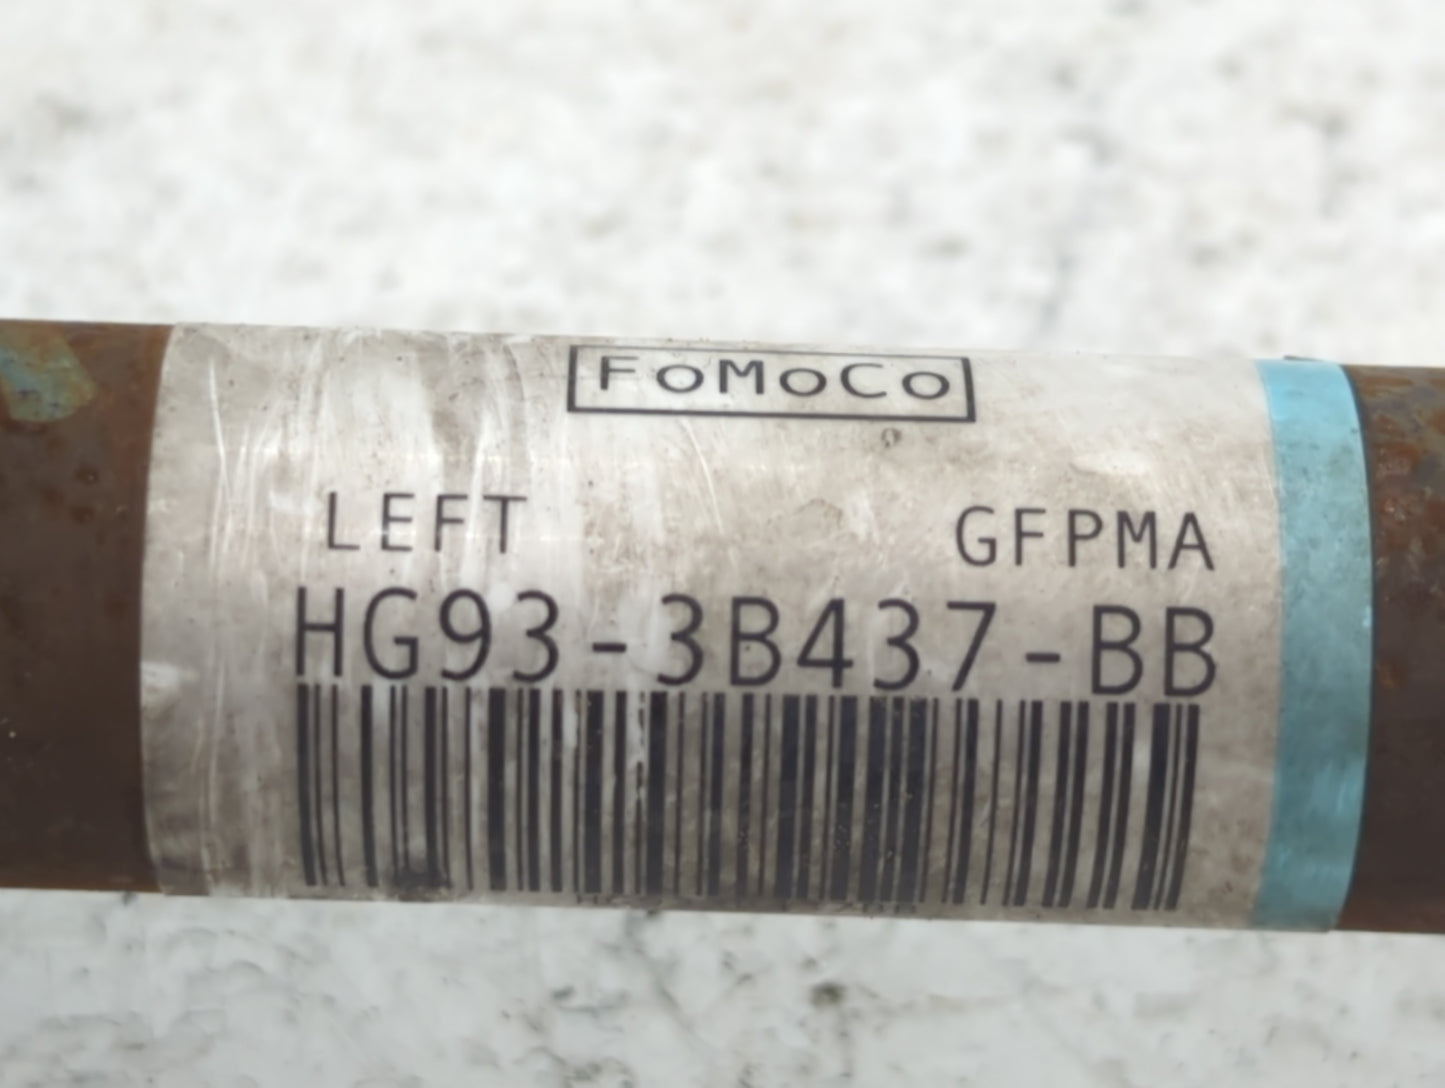 FoMoCo
LEFT GFPMA
HG93-3B437-BB